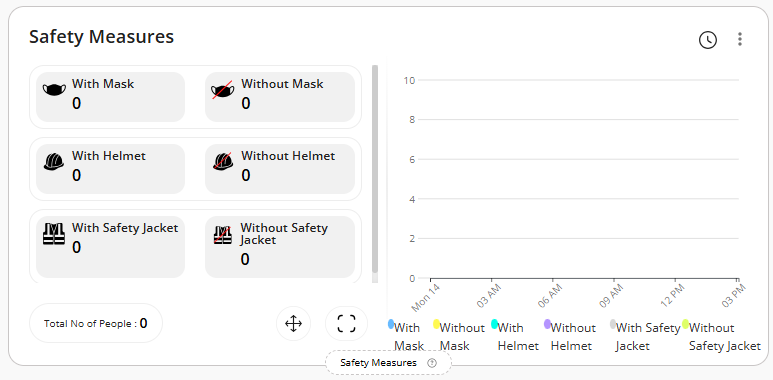 Safety Measures
With Mask
0
Without Mask
0
With Helmet
0
Without Helmet
0
With Safety Jacket
0
Without Safety
Jacket
0
Total No of People : 0
10
8
6
4
2
0
Mon 14
03 AM
06 AM
09 AM
12 PM
03 PM
With
Mask
Without
Mask
With
Helmet
Without
Helmet
With Safety
Jacket
Without
Safety Jacket
Safety Measures ?